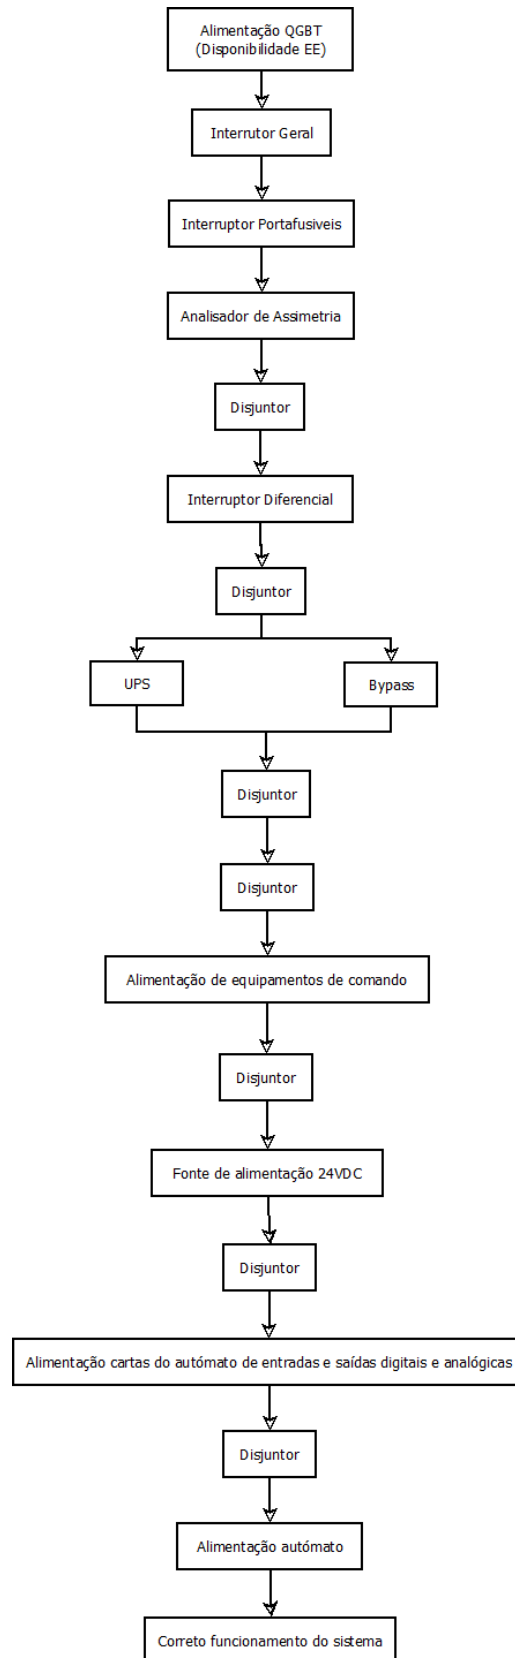 Alimentação QGBT
(Disponibilidade EE)
Interrutor Geral
Interruptor Portafusiveis
Analisador de Assimetria
Disjuntor
Interruptor Diferencial
Disjuntor
UPS
Bypass
Disjuntor
Disjuntor
Alimentação de equipamentos de comando
Disjuntor
Fonte de alimentação 24VDC
Disjuntor
Alimentação cartas do autómato de entradas e saídas digitais e analógicas
Disjuntor
Alimentação autómato
Correto funcionamento do sistema